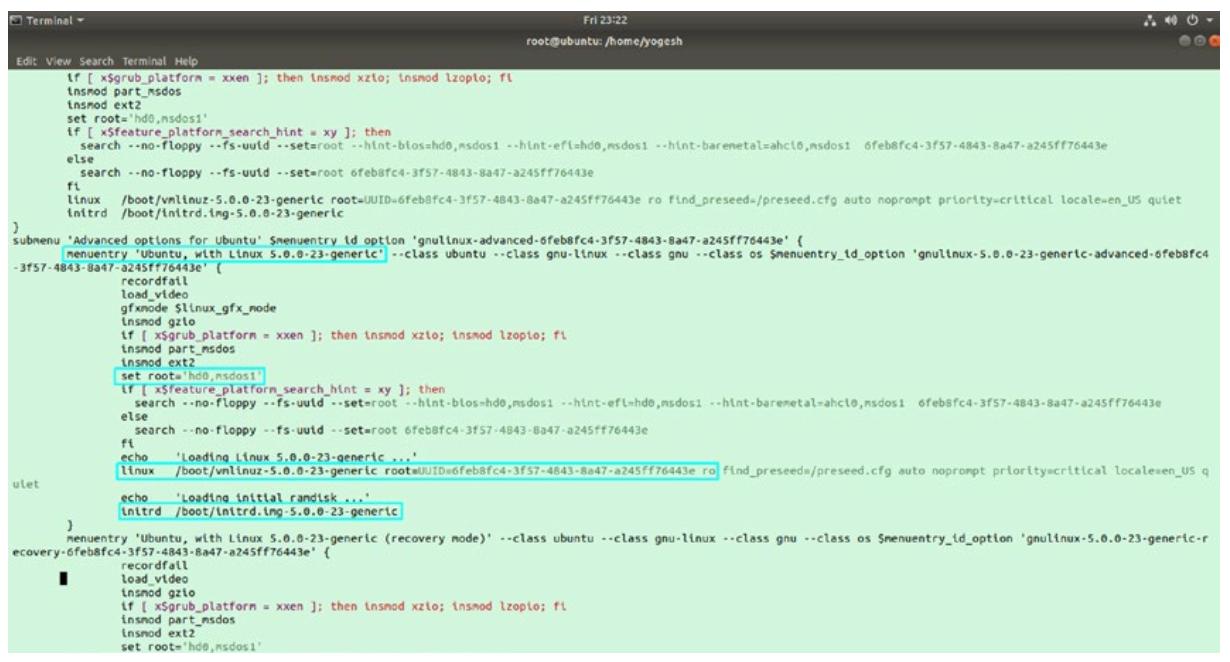 Terminal
Fri 23:22
root@ubuntu: /home/yogesh
Edit View Search Terminal Help
if [ x$grub_platform = xxen ]; then insmod xzio; insmod lzopio; fi
insmod part_msdos
insmod ext2
set root='hd0,msdos1'
if [ x$feature_platform_search_hint = xy ]; then
search --no-floppy --fs-uuid --set=root --hint-bios=hd0,msdos1 --hint-efi=hd0,msdos1 --hint-baremetal=ahci0,msdos1 6feb8fc4-3f57-4843-8a47-a245ff76443e
else
search --no-floppy --fs-uuid --set=root 6feb8fc4-3f57-4843-8a47-a245ff76443e
fi
linux /boot/vmlinuz-5.0.0-23-generic root=UUID=6feb8fc4-3f57-4843-8a47-a245ff76443e ro find_preseed=/preseed.cfg auto noprompt priority=critical locale=en_US quiet
initrd /boot/initrd.img-5.0.0-23-generic
}
submenu 'Advanced options for Ubuntu' $menuentry_id_option 'gnulinux-advanced-6feb8fc4-3f57-4843-8a47-a245ff76443e' {
menuentry 'Ubuntu, with Linux 5.0.0-23-generic' --class ubuntu --class gnu-linux --class gnu --class os $menuentry_id_option 'gnulinux-5.0.0-23-generic-advanced-6feb8fc4
-3f57-4843-8a47-a245ff76443e' {
recordfail
load_video
gfxmode $linux_gfx_mode
insmod gzio
if [ x$grub_platform = xxen ]; then insmod xzio; insmod lzopio; fi
insmod part_msdos
insmod ext2
set root='hd0,msdos1'
if [ x$feature_platform_search_hint = xy ]; then
search --no-floppy --fs-uuid --set=root --hint-bios=hd0,msdos1 --hint-efi=hd0,msdos1 --hint-baremetal=ahci0,msdos1 6feb8fc4-3f57-4843-8a47-a245ff76443e
else
search --no-floppy --fs-uuid --set=root 6feb8fc4-3f57-4843-8a47-a245ff76443e
fi
echo 'Loading Linux 5.0.0-23-generic ...'
linux /boot/vmlinuz-5.0.0-23-generic root=UUID=6feb8fc4-3f57-4843-8a47-a245ff76443e ro find_preseed=/preseed.cfg auto noprompt priority=critical locale=en_US q
uiet
echo 'Loading initial ramdisk ...'
initrd /boot/initrd.img-5.0.0-23-generic
}
menuentry 'Ubuntu, with Linux 5.0.0-23-generic (recovery mode)' --class ubuntu --class gnu-linux --class gnu --class os $menuentry_id_option 'gnulinux-5.0.0-23-generic-r
ecovery-6feb8fc4-3f57-4843-8a47-a245ff76443e' {
recordfail
load_video
insmod gzio
if [ x$grub_platform = xxen ]; then insmod xzio; insmod lzopio; fi
insmod part_msdos
insmod ext2
set root='hd0,msdos1'